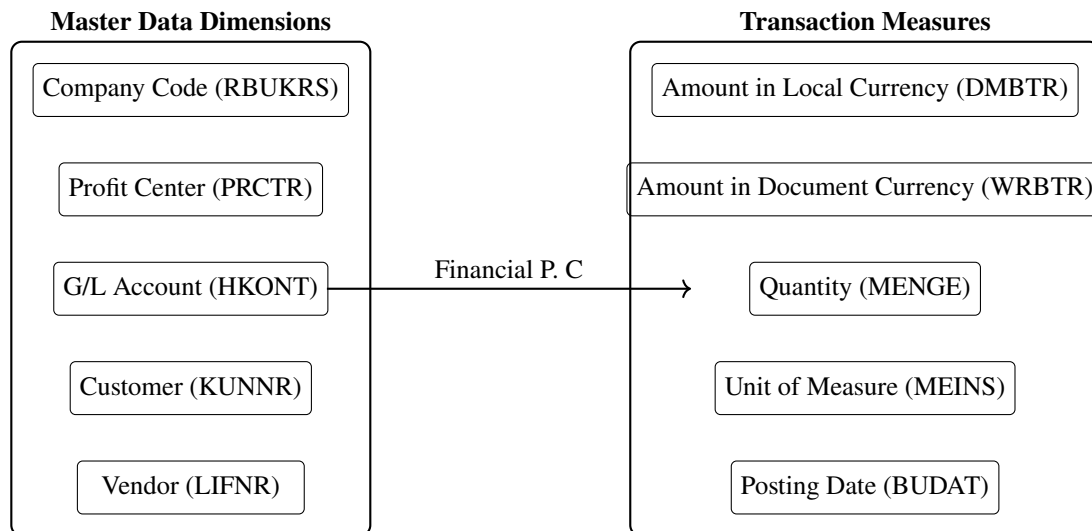 Master Data Dimensions
Company Code (RBUKRS)
Profit Center (PRCTR)
G/L Account (HKONT)
Customer (KUNNR)
Vendor (LIFNR)
Financial P. C
Transaction Measures
Amount in Local Currency (DMBTR)
Amount in Document Currency (WRBTR)
Quantity (MENGE)
Unit of Measure (MEINS)
Posting Date (BUDAT)